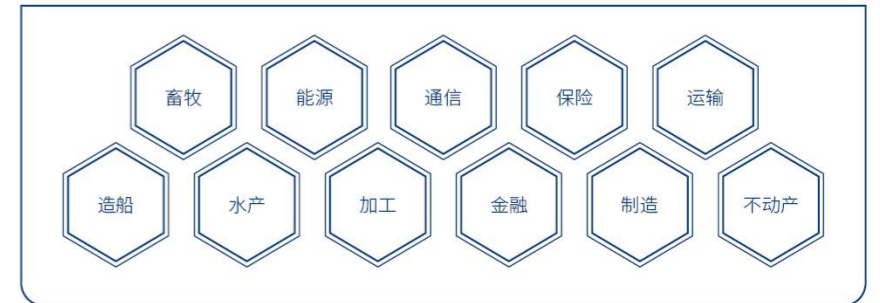 畜牧 能源 通信 保险 运输
造船 水产 加工 金融 制造 不动产